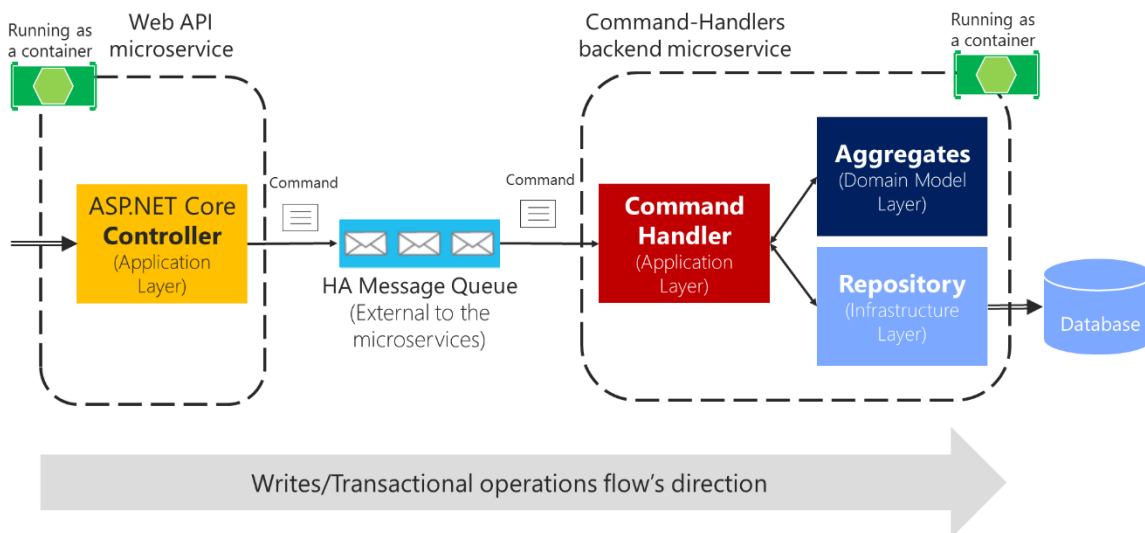 Running as
a container
Web API
microservice
Command-Handlers
backend microservice
Running as
a container
ASP.NET Core
Controller
(Application
Layer)
Command
HA Message Queue
(External to the
microservices)
Command
Command
Handler
(Application
Layer)
Aggregates
(Domain Model
Layer)
Repository
(Infrastructure
Layer)
Database
Writes/Transactional operations flow's direction